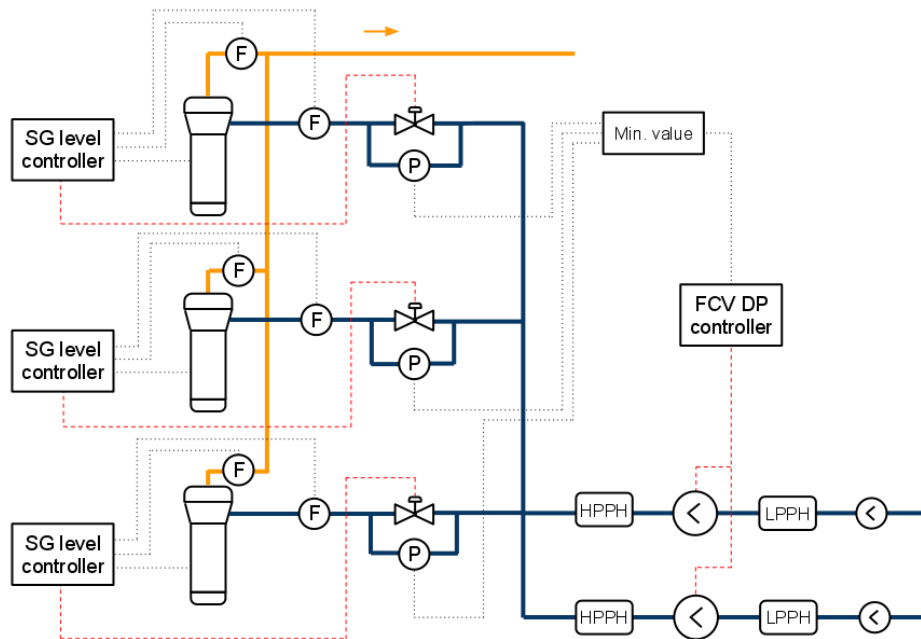 F
SG level
controller
F
P
Min. value
F
SG level
controller
F
P
FCV DP
controller
F
SG level
controller
F
P
HPPH
<
LPPH
<
HPPH
<
LPPH
<